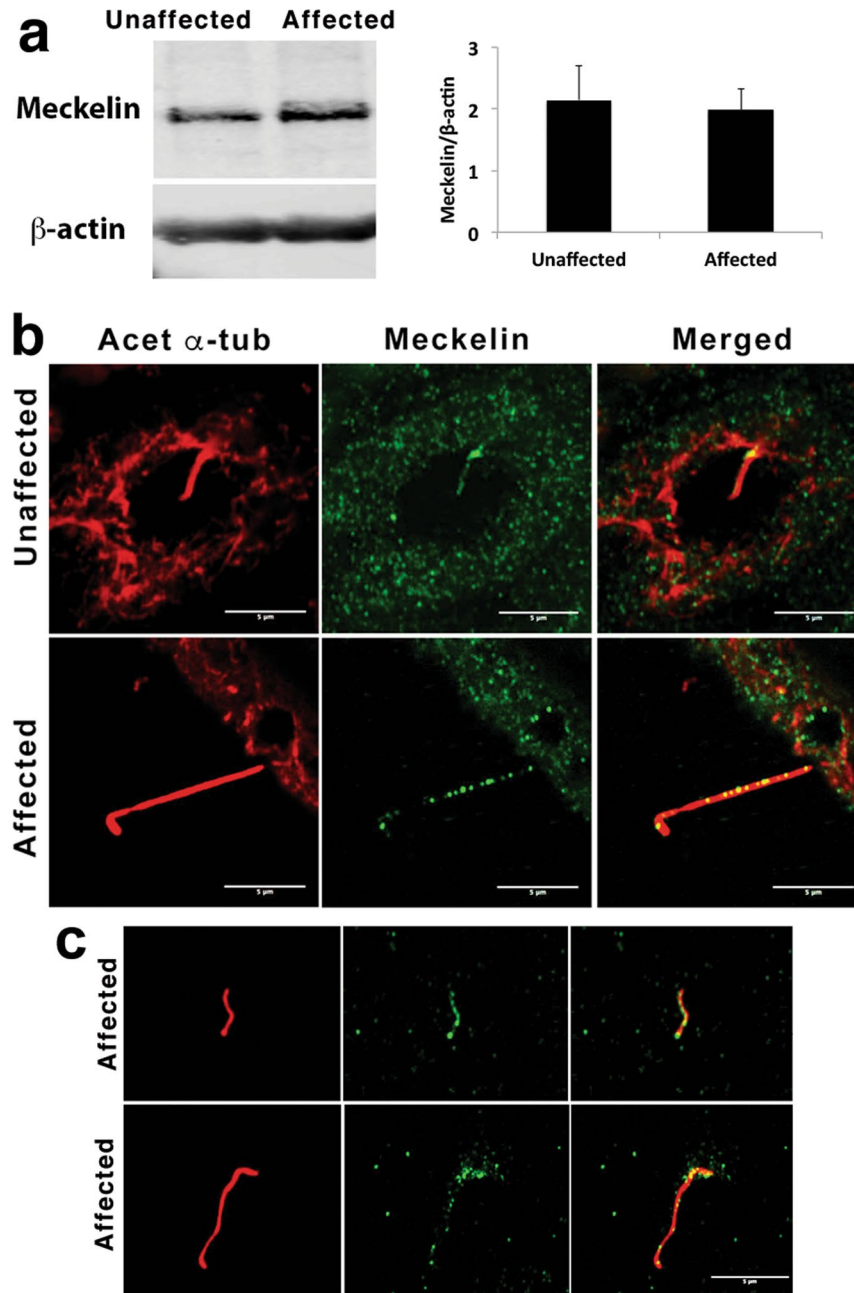 a
Unaffected Affected
Meckelin
β-actin
Meckelin/β-actin
3
2
1
0
Unaffected Affected
b
Acet α-tub Meckelin Merged
Unaffected
5 µm 5 µm 5 µm
Affected
5 µm 5 µm 5 µm
c
Affected
Affected
5 µm